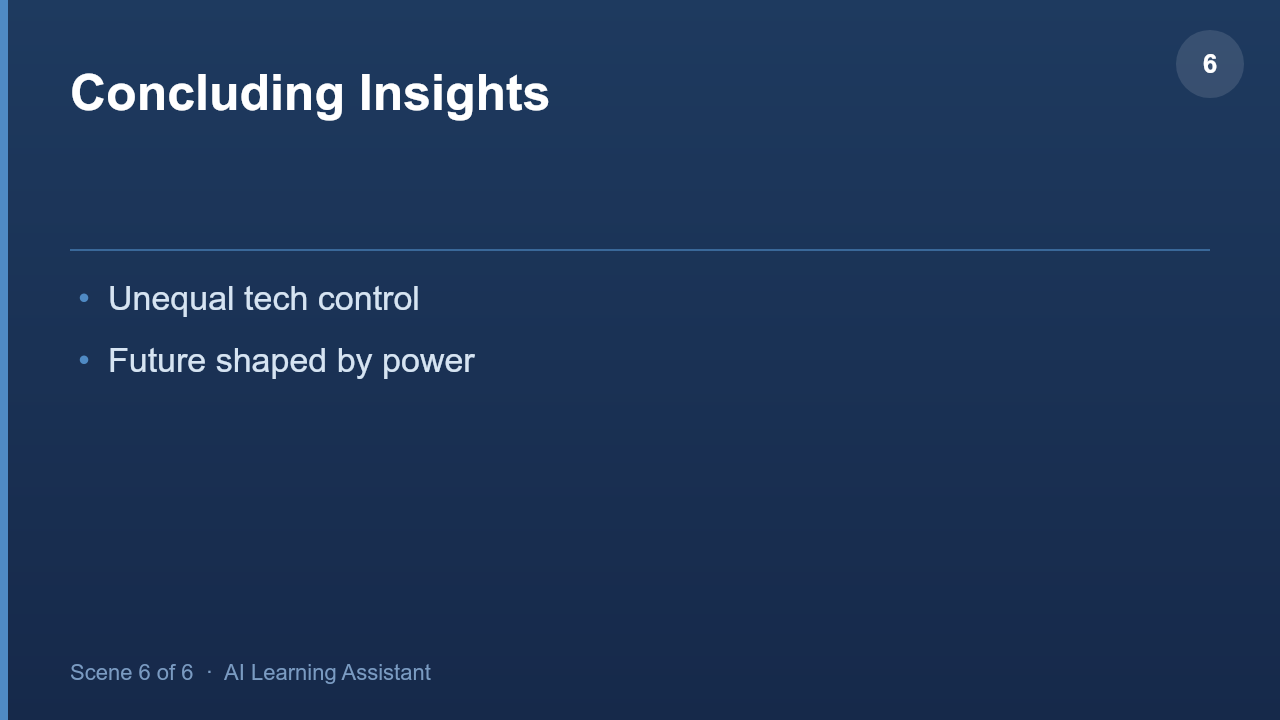 Concluding Insights
6
• Unequal tech control
• Future shaped by power
Scene 6 of 6 · AI Learning Assistant